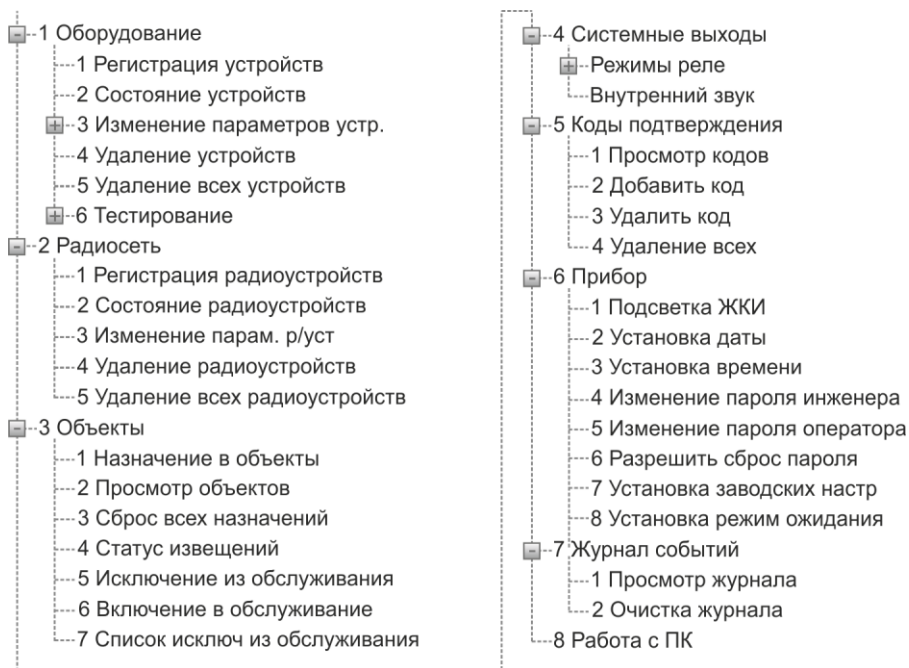 1 Оборудование
1 Регистрация устройств
2 Состояние устройств
3 Изменение параметров устр.
4 Удаление устройств
5 Удаление всех устройств
6 Тестирование
2 Радиосеть
1 Регистрация радиоустройств
2 Состояние радиоустройств
3 Изменение парам. р/уст
4 Удаление радиоустройств
5 Удаление всех радиоустройств
3 Объекты
1 Назначение в объекты
2 Просмотр объектов
3 Сброс всех назначений
4 Статус извещений
5 Исключение из обслуживания
6 Включение в обслуживание
7 Список исключ из обслуживания
4 Системные выходы
Режимы реле
Внутренний звук
5 Коды подтверждения
1 Просмотр кодов
2 Добавить код
3 Удалить код
4 Удаление всех
6 Прибор
1 Подсветка ЖКИ
2 Установка даты
3 Установка времени
4 Изменение пароля инженера
5 Изменение пароля оператора
6 Разрешить сброс пароля
7 Установка заводских настр
8 Установка режим ожидания
7 Журнал событий
1 Просмотр журнала
2 Очистка журнала
8 Работа с ПК